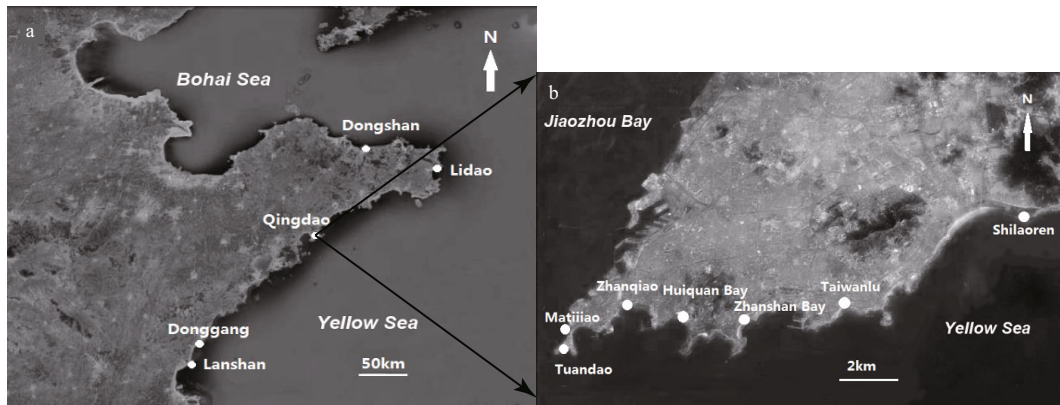 a
N
Bohai Sea
Dongshan
Lidao
Qingdao
Yellow Sea
Donggang
Lanshan
50km
b
N
Jiaozhou Bay
Shilaoren
Zhanqiao
Huiquan Bay
Taiwanlu
Zhanshan Bay
Matijiao
Yellow Sea
Tuandao
2km